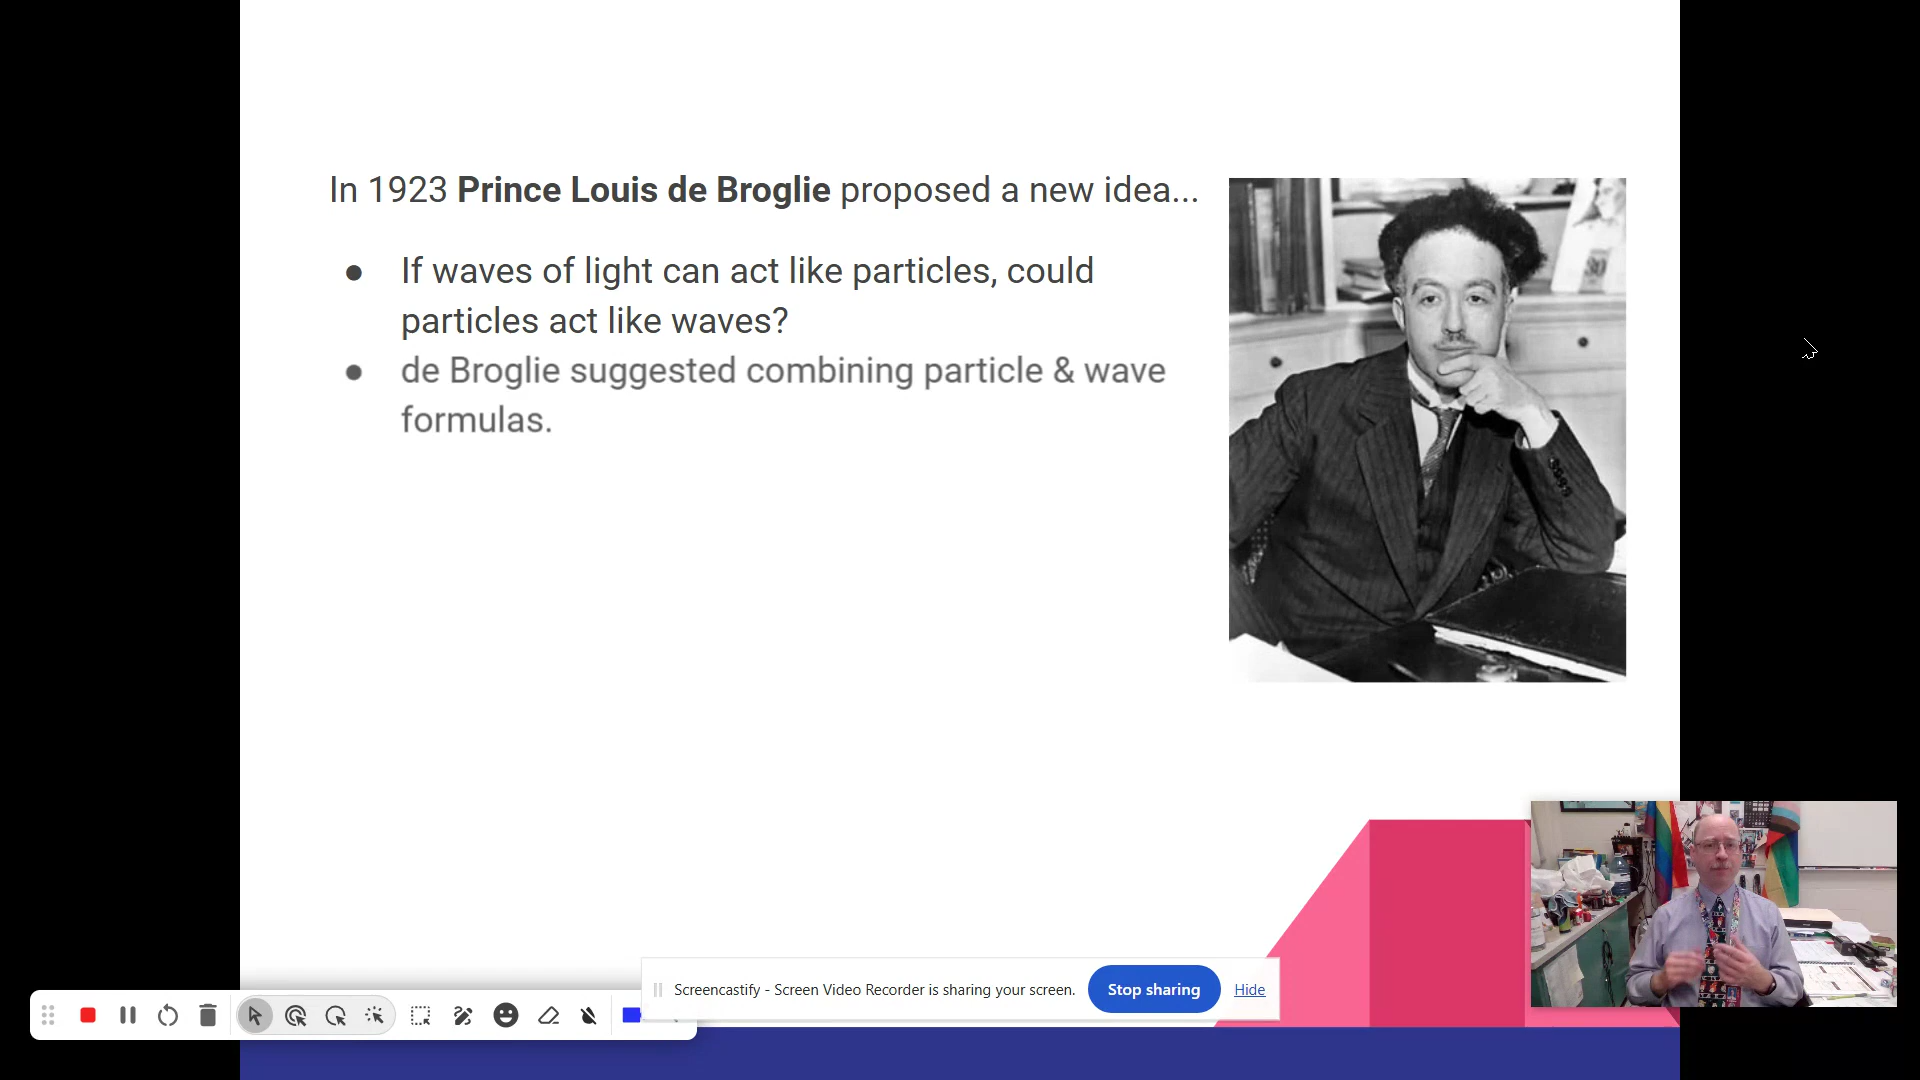 In 1923 Prince Louis de Broglie proposed a new idea...
● If waves of light can act like particles, could
particles act like waves?
● de Broglie suggested combining particle & wave
formulas.
Screencastify - Screen Video Recorder is sharing your screen.
Stop sharing
Hide